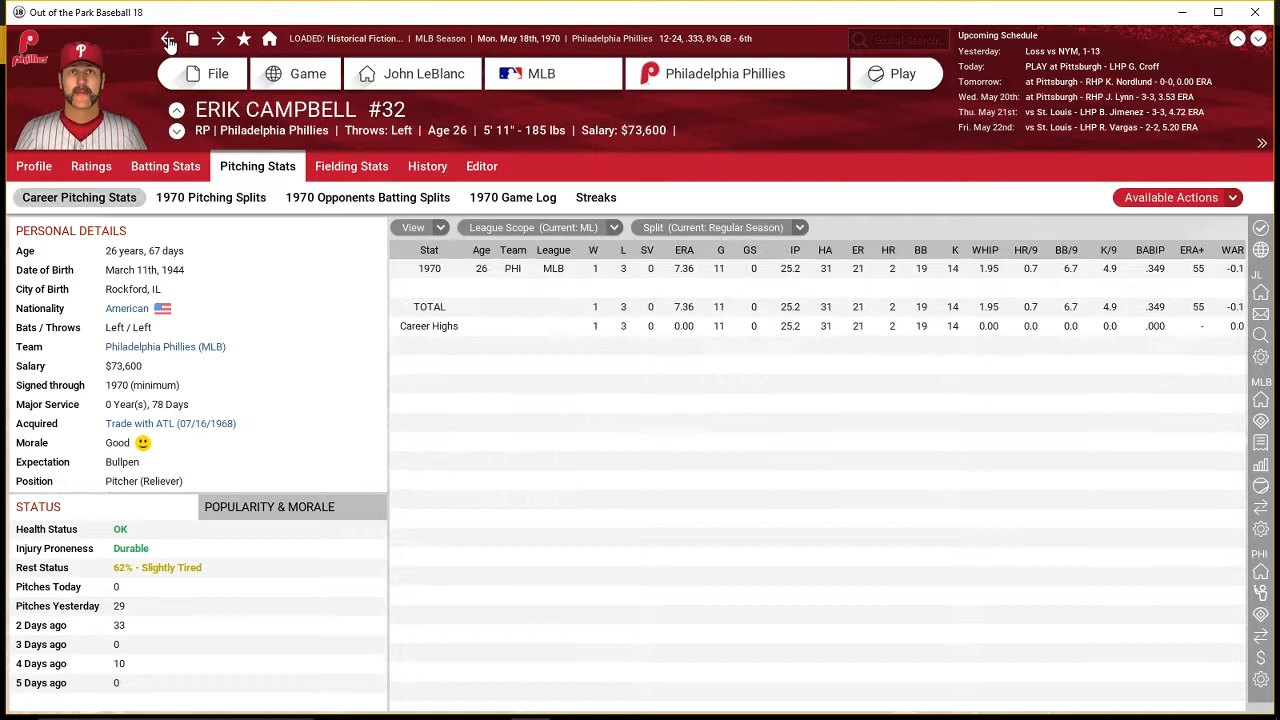 Out of the Park Baseball 18
LOADED: Historical Fiction... | MLB Season | Mon. May 18th, 1970 | Philadelphia Phillies 12-24, .333, 8½ GB - 6th
Global Search...
Upcoming Schedule
Yesterday: Loss vs NYM, 1-13
Today: PLAY at Pittsburgh - LHP G. Croff
Tomorrow: at Pittsburgh - RHP K. Nordlund - 0-0, 0.00 ERA
Wed. May 20th: at Pittsburgh - RHP J. Lynn - 3-3, 3.53 ERA
Thu. May 21st: vs St. Louis - LHP B. Jimenez - 3-3, 4.72 ERA
Fri. May 22nd: vs St. Louis - LHP R. Vargas - 2-2, 5.20 ERA
Phillies
File Game John LeBlanc MLB Philadelphia Phillies Play
ERIK CAMPBELL #32
RP | Philadelphia Phillies | Throws: Left | Age 26 | 5' 11" - 185 lbs | Salary: $73,600 |
Profile Ratings Batting Stats Pitching Stats Fielding Stats History Editor
Career Pitching Stats 1970 Pitching Splits 1970 Opponents Batting Splits 1970 Game Log Streaks Available Actions
PERSONAL DETAILS
Age 26 years, 67 days
Date of Birth March 11th, 1944
City of Birth Rockford, IL
Nationality American
Bats / Throws Left / Left
Team Philadelphia Phillies (MLB)
Salary $73,600
Signed through 1970 (minimum)
Major Service 0 Year(s), 78 Days
Acquired Trade with ATL (07/16/1968)
Morale Good
Expectation Bullpen
Position Pitcher (Reliever)
STATUS POPULARITY & MORALE
Health Status OK
Injury Proneness Durable
Rest Status 62% - Slightly Tired
Pitches Today 0
Pitches Yesterday 29
2 Days ago 33
3 Days ago 0
4 Days ago 10
5 Days ago 0
View League Scope (Current: ML) Split (Current: Regular Season)
Stat Age Team League W L SV ERA G GS IP HA ER HR BB K WHIP HR/9 BB/9 K/9 BABIP ERA+ WAR
1970 26 PHI MLB 1 3 0 7.36 11 0 25.2 31 21 2 19 14 1.95 0.7 6.7 4.9 .349 55 -0.1
TOTAL 1 3 0 7.36 11 0 25.2 31 21 2 19 14 1.95 0.7 6.7 4.9 .349 55 -0.1
Career Highs 1 3 0 0.00 11 0 25.2 31 21 2 19 14 0.00 0.0 0.0 0.0 .000 - 0.0
JL
MLB
PHI